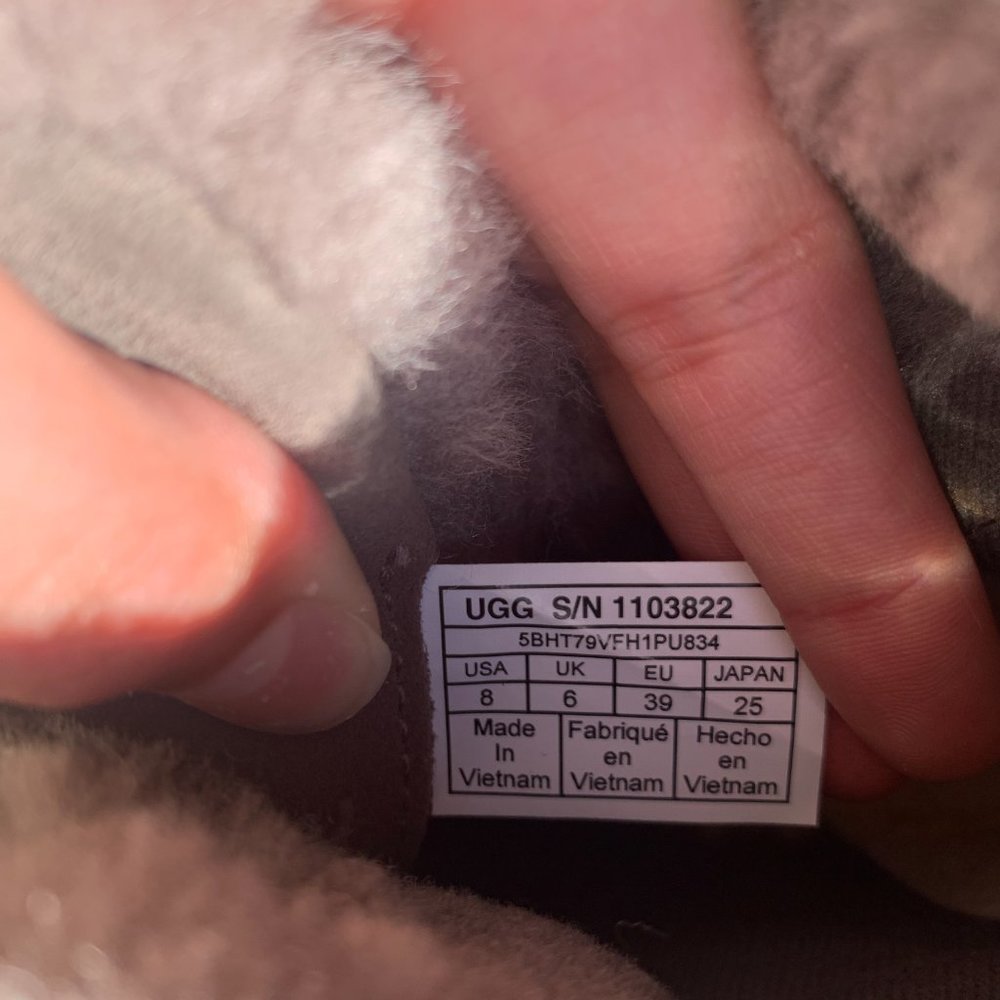 UGG S/N 1103822
5BHT79VFH1PU834
USA UK EU JAPAN
8 6 39 25
Made Fabriqué Hecho
In en en
Vietnam Vietnam Vietnam